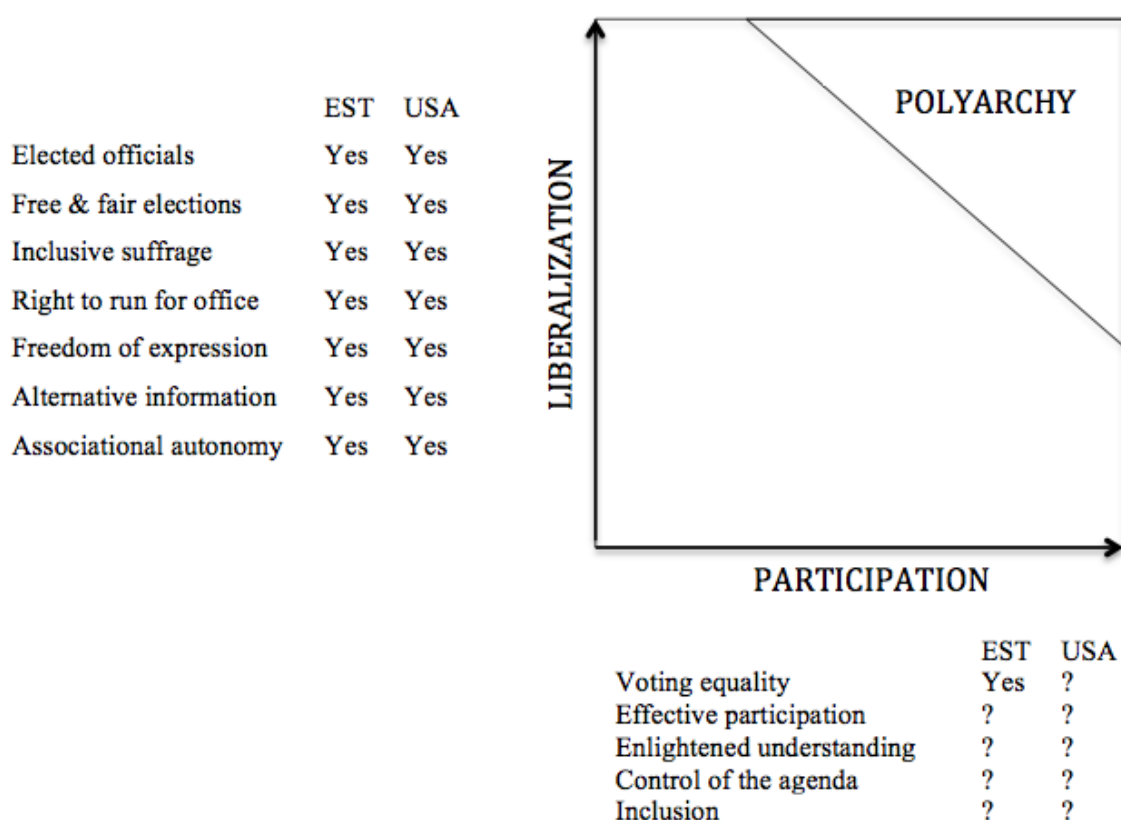 EST USA
Elected officials Yes Yes
Free & fair elections Yes Yes
Inclusive suffrage Yes Yes
Right to run for office Yes Yes
Freedom of expression Yes Yes
Alternative information Yes Yes
Associational autonomy Yes Yes
LIBERALIZATION
POLYARCHY
PARTICIPATION
EST USA
Voting equality Yes ?
Effective participation ? ?
Enlightened understanding ? ?
Control of the agenda ? ?
Inclusion ? ?